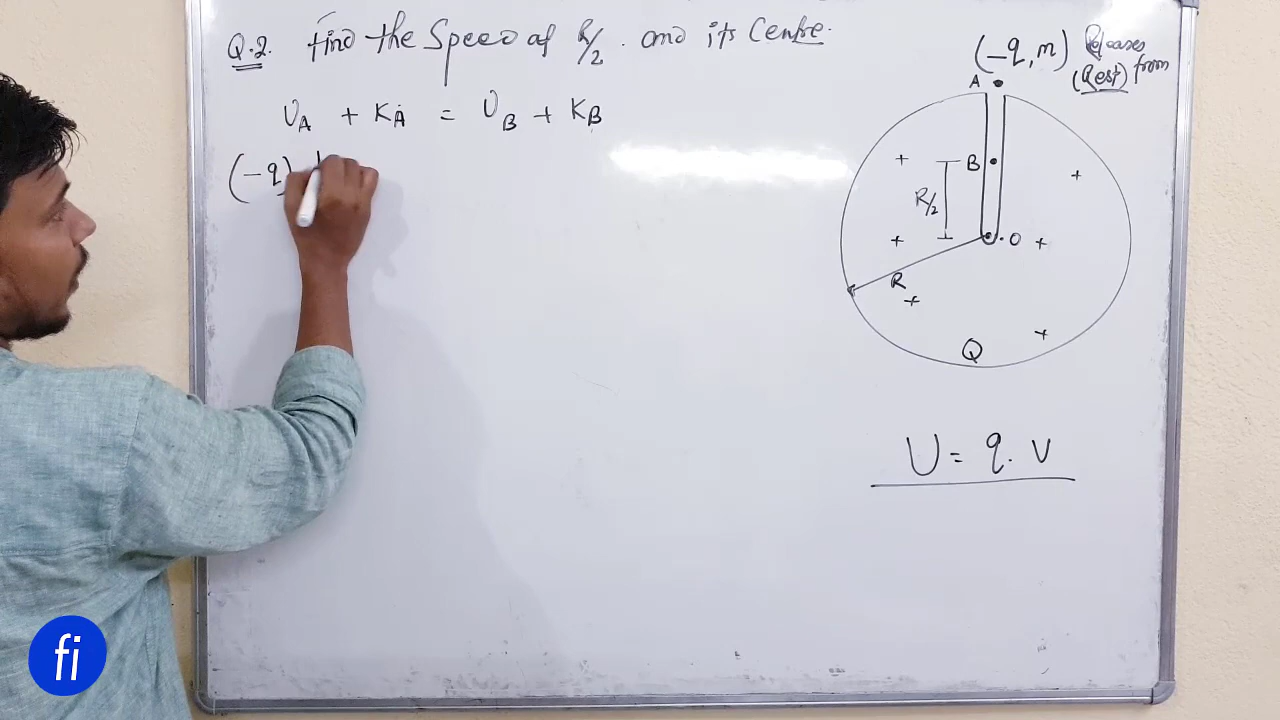 Q.2. Find the Speed at R/2. and its Centre.
U_A + K_A = U_B + K_B
(-q)
(-q, m) Releases from (Rest)
A
B
R/2
O
R
Q
U = q. v
fi